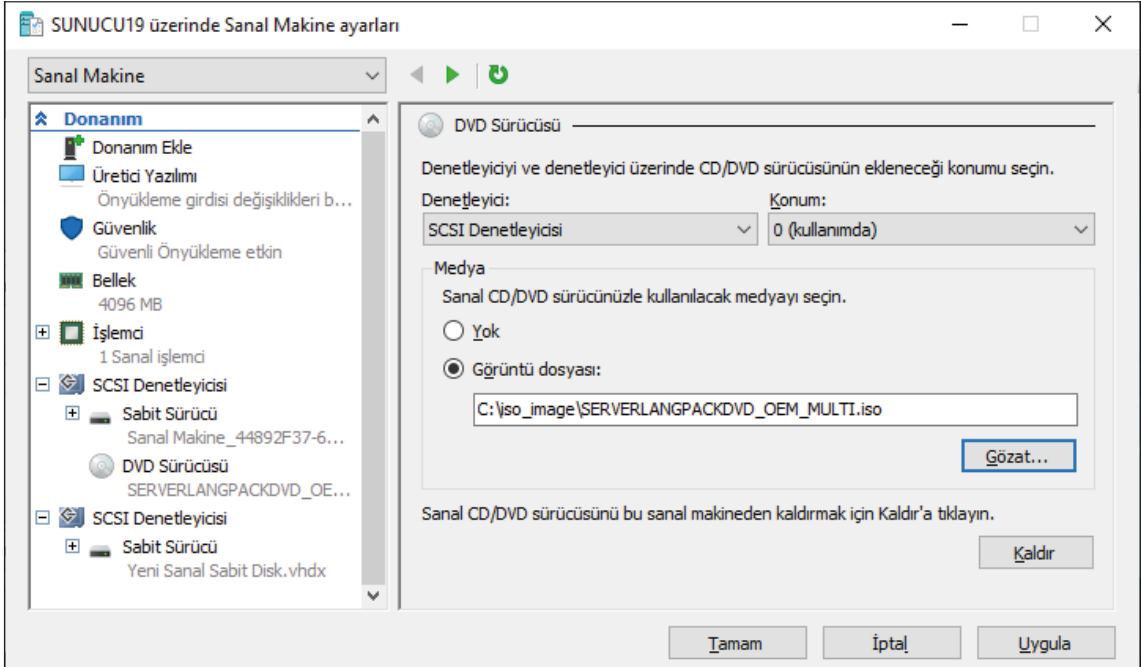 SUNUCU19 üzerinde Sanal Makine ayarları
Sanal Makine
Donanım
Donanım Ekle
Üretici Yazılımı
Önyükleme girdisi değişiklikleri b...
Güvenlik
Güvenli Önyükleme etkin
Bellek
4096 MB
İşlemci
1 Sanal işlemci
SCSI Denetleyicisi
Sabit Sürücü
Sanal Makine_44892F37-6...
DVD Sürücüsü
SERVERLANGPACKDVD_OE...
SCSI Denetleyicisi
Sabit Sürücü
Yeni Sanal Sabit Disk.vhdx
DVD Sürücüsü
Denetleyiciyi ve denetleyici üzerinde CD/DVD sürücüsünün ekleneceği konumu seçin.
Denetleyici: Konum:
SCSI Denetleyicisi 0 (kullanımda)
Medya
Sanal CD/DVD sürücünüzle kullanılacak medyayı seçin.
Yok
Görüntü dosyası:
C:\iso_image\SERVERLANGPACKDVD_OEM_MULTI.iso
Gözat...
Sanal CD/DVD sürücüsünü bu sanal makineden kaldırmak için Kaldır'a tıklayın.
Kaldır
Tamam İptal Uygula